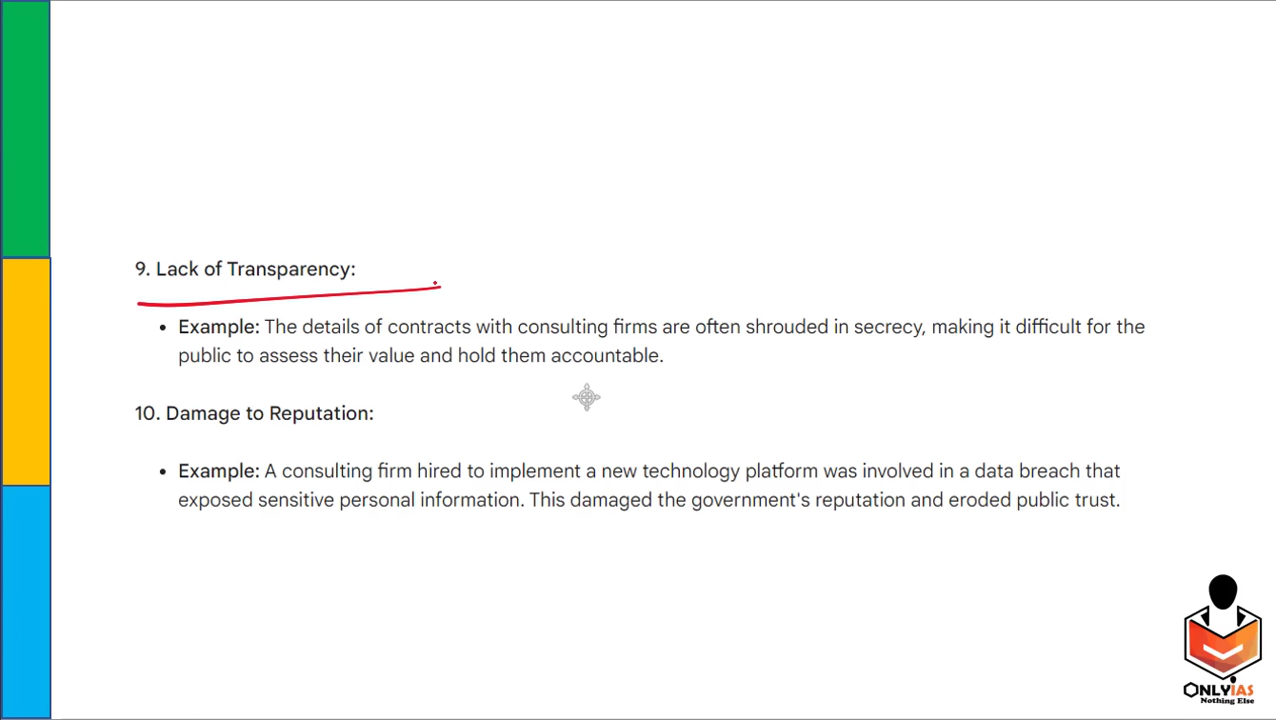 9. Lack of Transparency:
• Example: The details of contracts with consulting firms are often shrouded in secrecy, making it difficult for the
public to assess their value and hold them accountable.
10. Damage to Reputation:
• Example: A consulting firm hired to implement a new technology platform was involved in a data breach that
exposed sensitive personal information. This damaged the government's reputation and eroded public trust.
ONLYIAS
Nothing Else